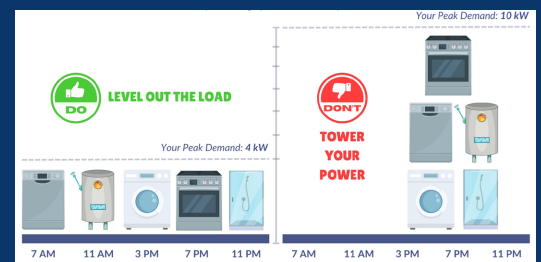 Your Peak Demand: 10 kW
DO
LEVEL OUT THE LOAD
DON'T
TOWER
YOUR
POWER
Your Peak Demand: 4 kW
7 AM 11 AM 3 PM 7 PM 11 PM
7 AM 11 AM 3 PM 7 PM 11 PM